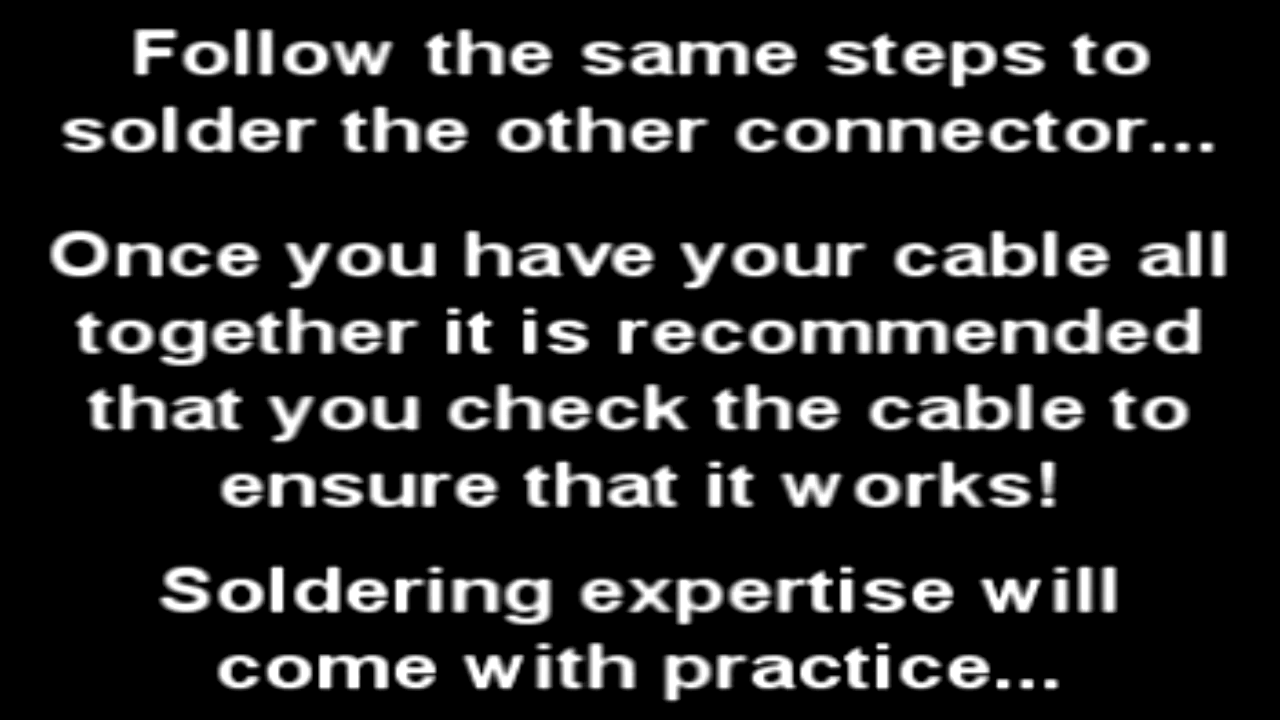 Follow the same steps to
solder the other connector...
Once you have your cable all
together it is recommended
that you check the cable to
ensure that it works!
Soldering expertise will
come with practice...